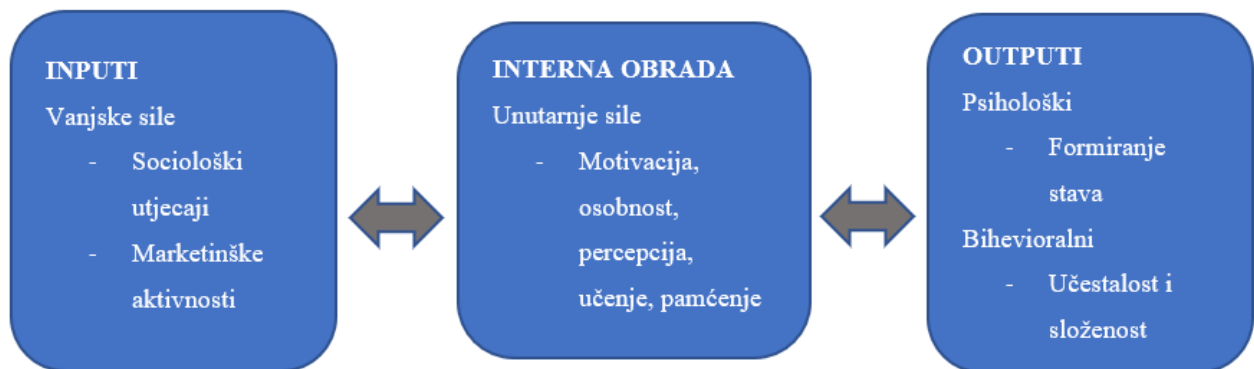 INPUTI
Vanjske sile
- Sociološki
utjecaji
- Marketinške
aktivnosti
INTERNA OBRADA
Unutarnje sile
- Motivacija,
osobnost,
percepcija,
učenje, pamćenje
OUTPUTI
Psihološki
- Formiranje
stava
Bihevioralni
- Učestalost i
složenost